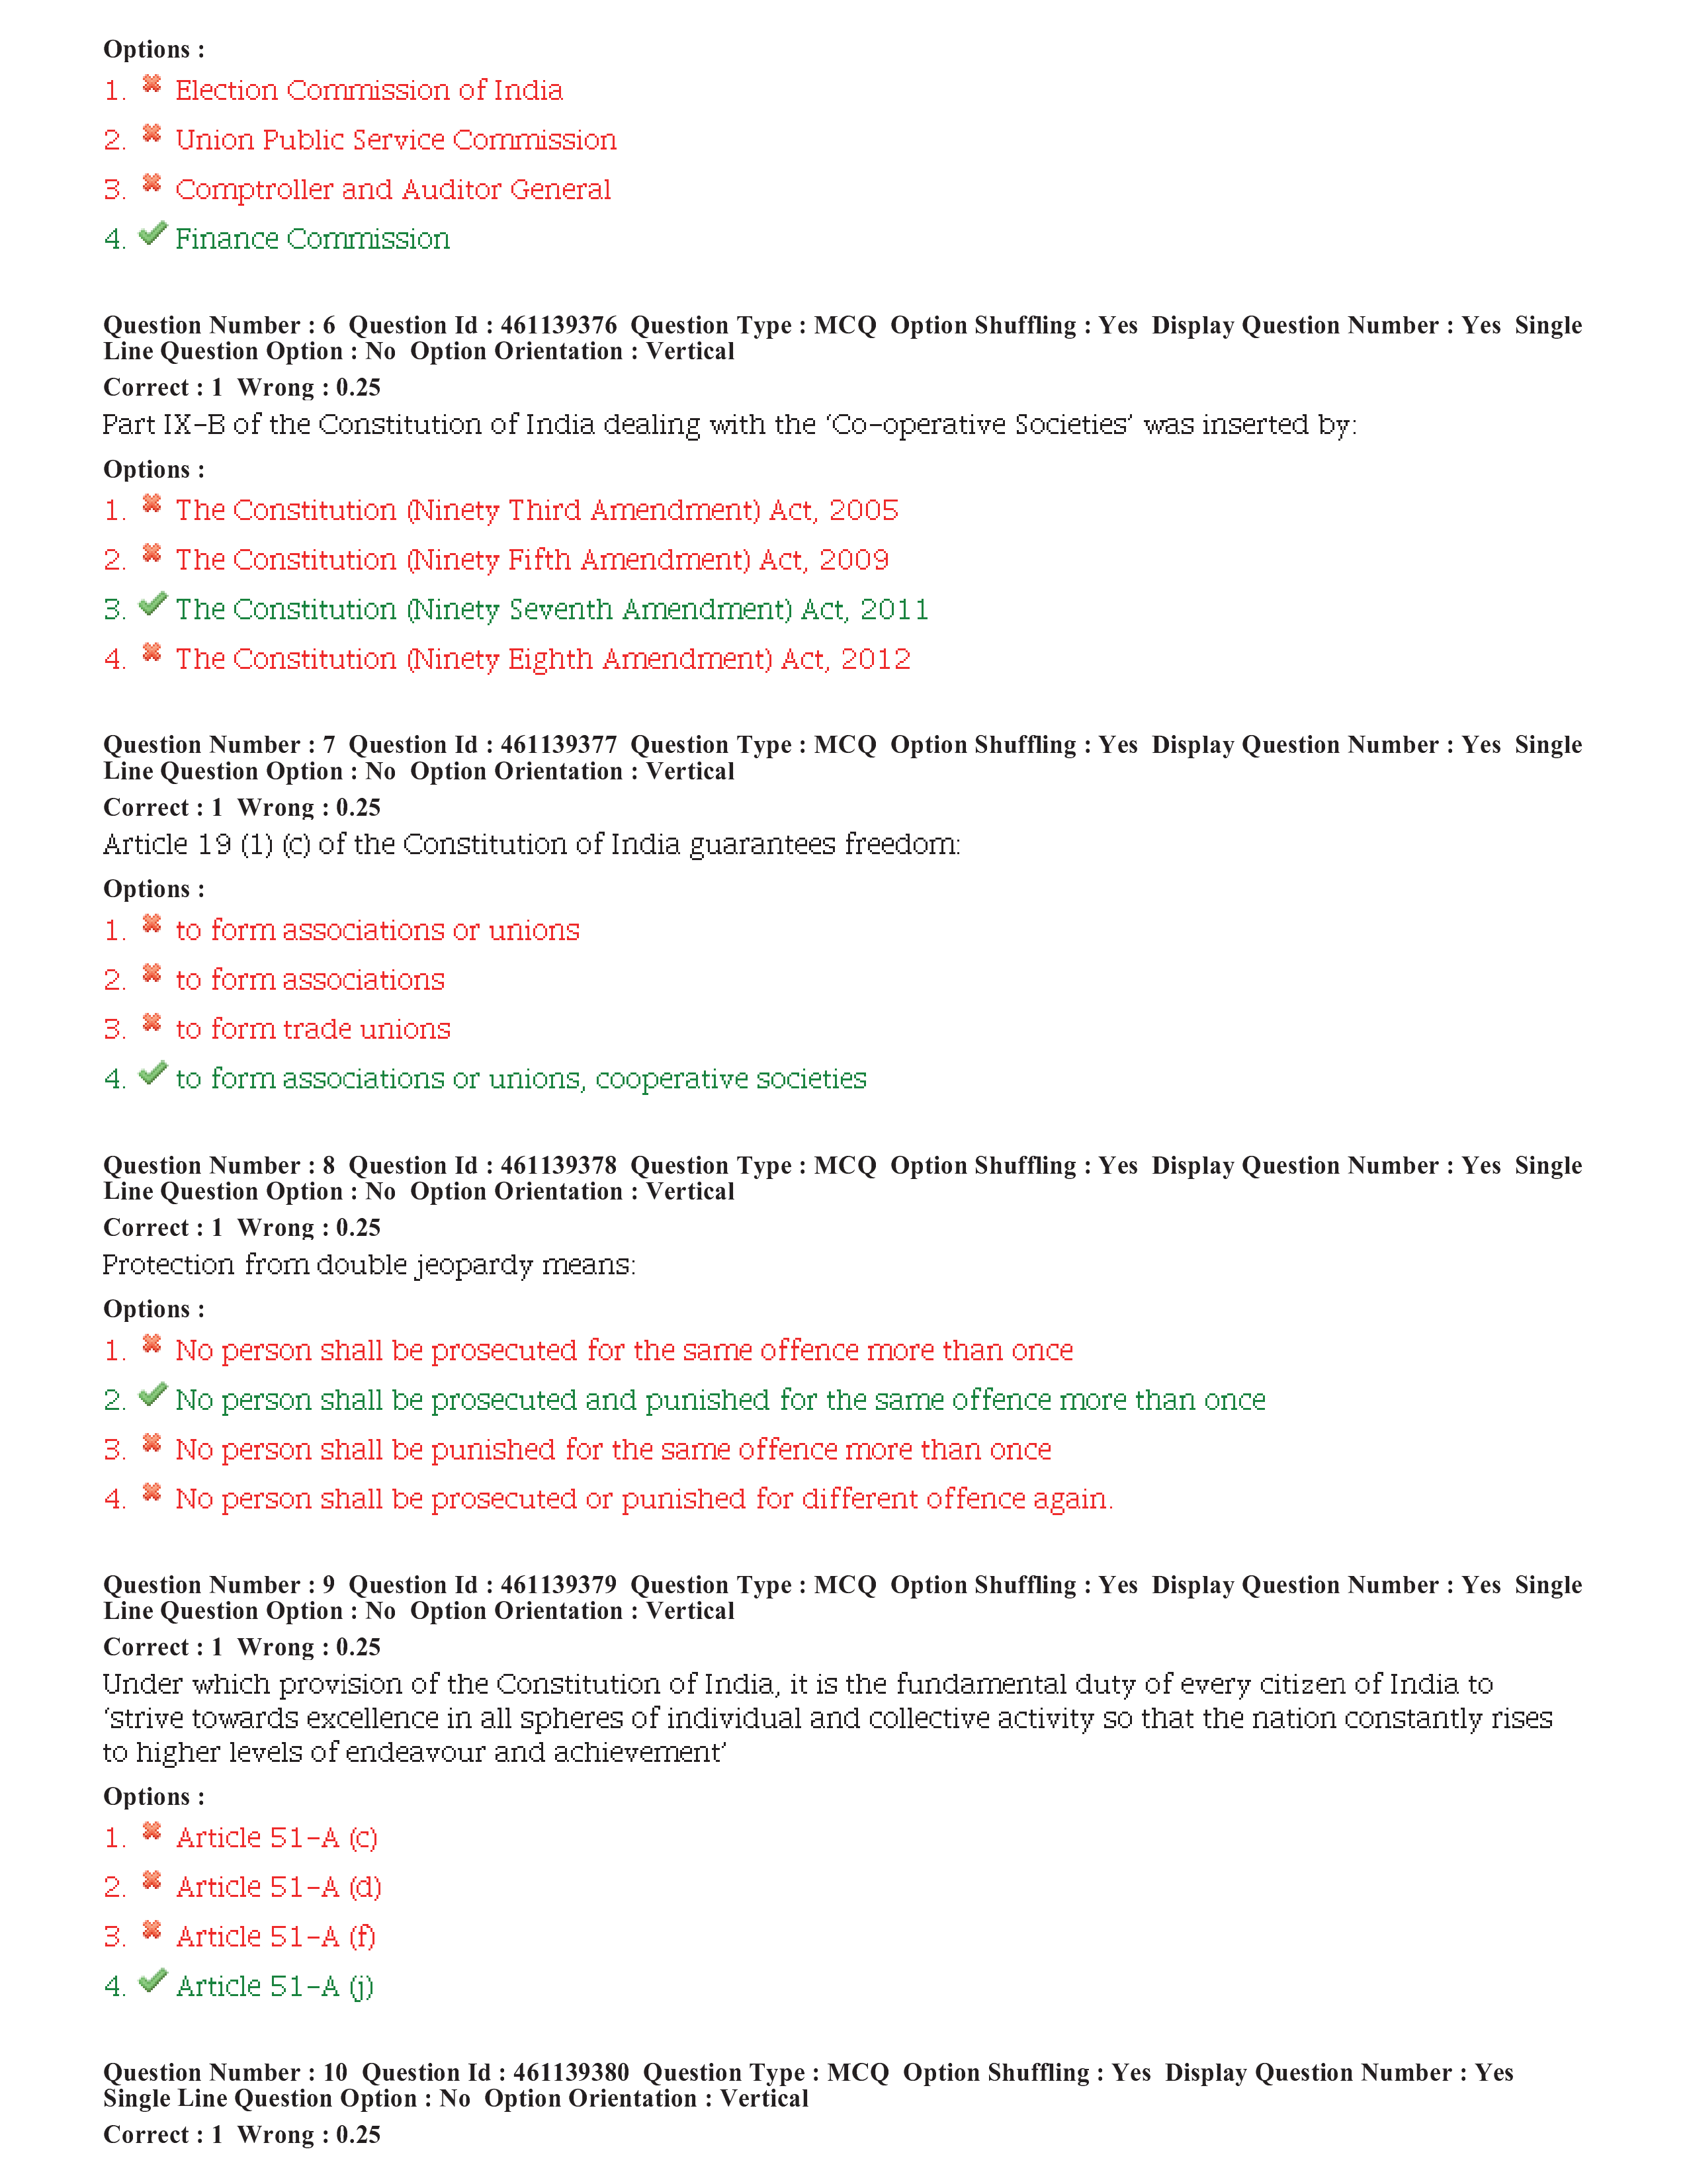 Options :
1. Election Commission of India
2. Union Public Service Commission
3. Comptroller and Auditor General
4. Finance Commission
Question Number : 6 Question Id : 461139376 Question Type : MCQ Option Shuffling : Yes Display Question Number : Yes Single
Line Question Option : No Option Orientation : Vertical
Correct : 1 Wrong : 0.25
Part IX-B of the Constitution of India dealing with the ‘Co-operative Societies’ was inserted by:
Options :
1. The Constitution (Ninety Third Amendment) Act, 2005
2. The Constitution (Ninety Fifth Amendment) Act, 2009
3. The Constitution (Ninety Seventh Amendment) Act, 2011
4. The Constitution (Ninety Eighth Amendment) Act, 2012
Question Number : 7 Question Id : 461139377 Question Type : MCQ Option Shuffling : Yes Display Question Number : Yes Single
Line Question Option : No Option Orientation : Vertical
Correct : 1 Wrong : 0.25
Article 19 (1) (c) of the Constitution of India guarantees freedom:
Options :
1. to form associations or unions
2. to form associations
3. to form trade unions
4. to form associations or unions, cooperative societies
Question Number : 8 Question Id : 461139378 Question Type : MCQ Option Shuffling : Yes Display Question Number : Yes Single
Line Question Option : No Option Orientation : Vertical
Correct : 1 Wrong : 0.25
Protection from double jeopardy means:
Options :
1. No person shall be prosecuted for the same offence more than once
2. No person shall be prosecuted and punished for the same offence more than once
3. No person shall be punished for the same offence more than once
4. No person shall be prosecuted or punished for different offence again.
Question Number : 9 Question Id : 461139379 Question Type : MCQ Option Shuffling : Yes Display Question Number : Yes Single
Line Question Option : No Option Orientation : Vertical
Correct : 1 Wrong : 0.25
Under which provision of the Constitution of India, it is the fundamental duty of every citizen of India to
‘strive towards excellence in all spheres of individual and collective activity so that the nation constantly rises
to higher levels of endeavour and achievement’
Options :
1. Article 51-A (c)
2. Article 51-A (d)
3. Article 51-A (f)
4. Article 51-A (j)
Question Number : 10 Question Id : 461139380 Question Type : MCQ Option Shuffling : Yes Display Question Number : Yes
Single Line Question Option : No Option Orientation : Vertical
Correct : 1 Wrong : 0.25